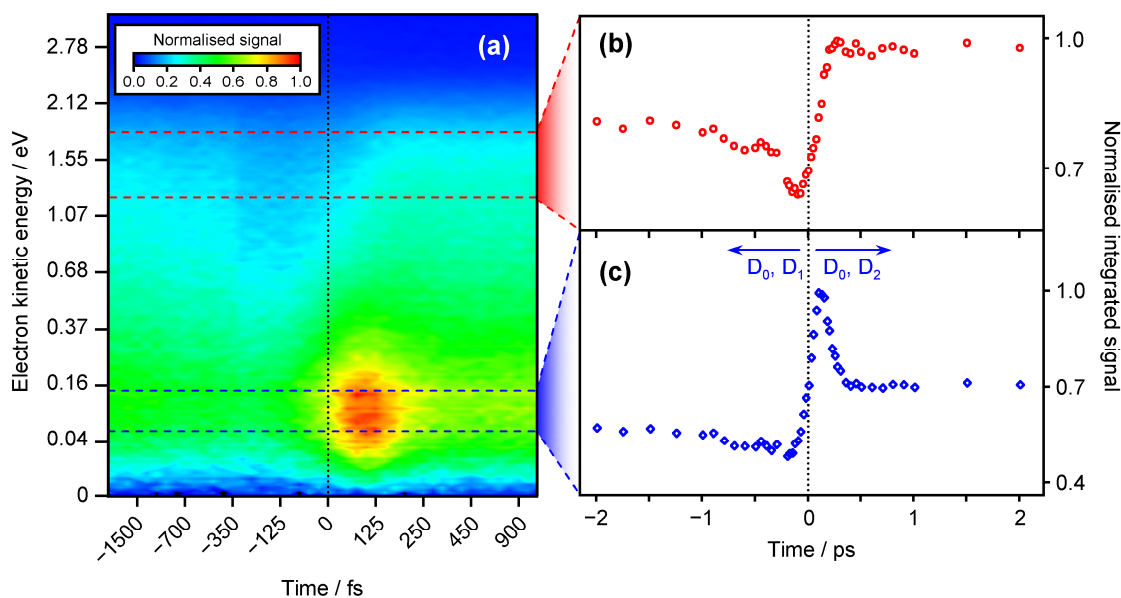 Normalised signal
0.0 0.2 0.4 0.6 0.8 1.0
(a)
Electron kinetic energy / eV
2.78
2.12
1.55
1.07
0.68
0.37
0.16
0.04
0
−1500 −700 −350 −125 0 125 250 450 900
Time / fs
(b)
1.0
0.7
(c)
D₀, D₁ D₀, D₂
1.0
0.7
0.4
−2 −1 0 1 2
Time / ps
Normalised integrated signal